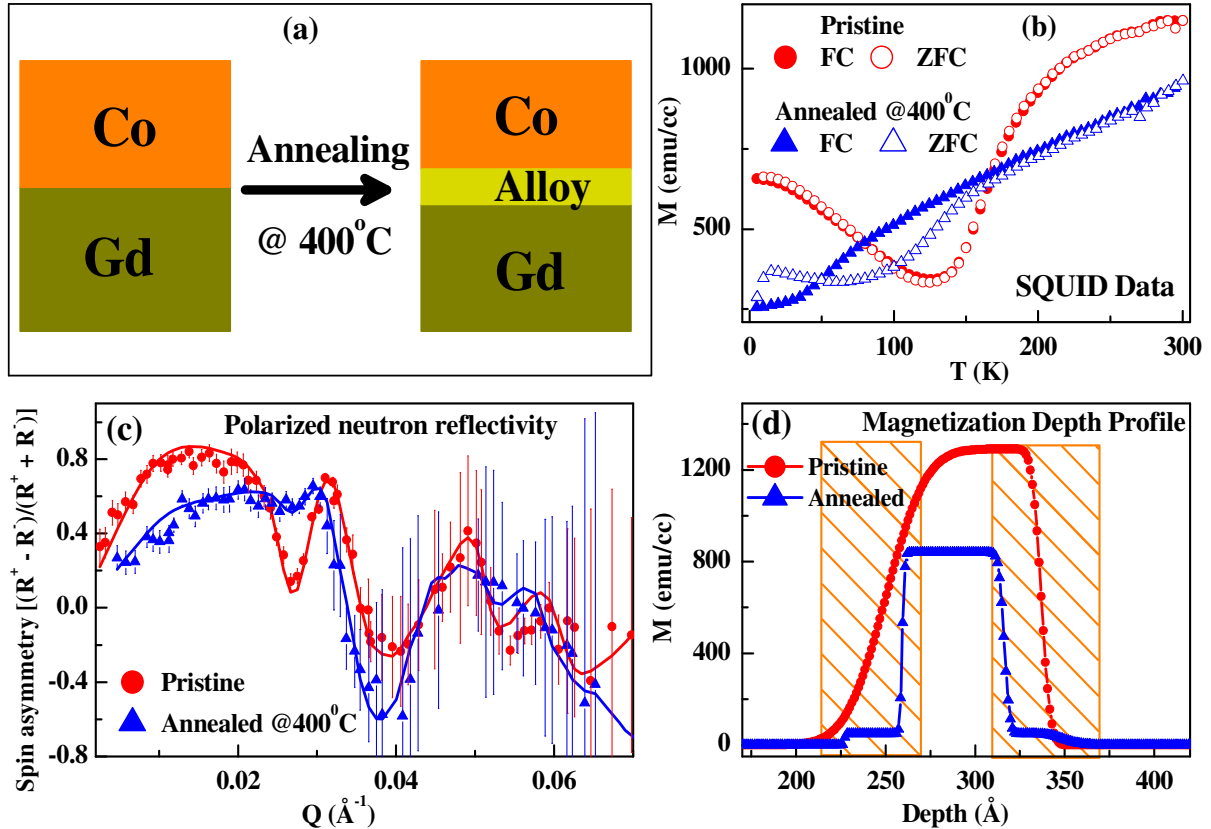 (a)
Co
Gd
Annealing
@ 400°C
Co
Alloy
Gd
(b)
Pristine
FC ZFC
Annealed @400°C
FC ZFC
SQUID Data
M (emu/cc)
1000
500
0 100 200 300
T (K)
(c)
Polarized neutron reflectivity
Spin asymmetry [(R⁺ - R⁻)/(R⁺ + R⁻)]
0.8
0.4
0.0
-0.4
-0.8
Pristine
Annealed @400°C
0.02 0.04 0.06
Q (Å⁻¹)
(d) Magnetization Depth Profile
Pristine
Annealed
M (emu/cc)
1200
800
400
0
200 250 300 350 400
Depth (Å)